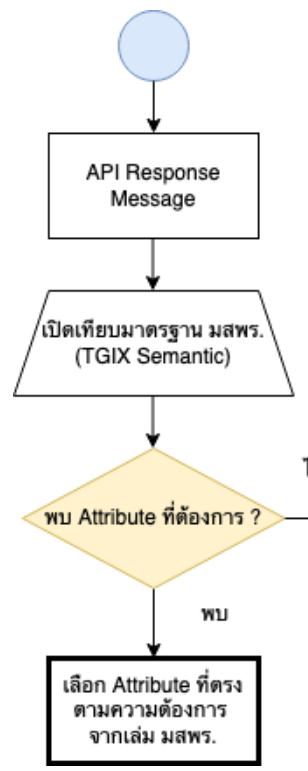 API Response
Message
เปิดเทียบมาตรฐาน มสพร.
(TGIX Semantic)
พบ Attribute ที่ต้องการ ?
พบ
เลือก Attribute ที่ตรง
ตามความต้องการ
จากเล่ม มสพร.